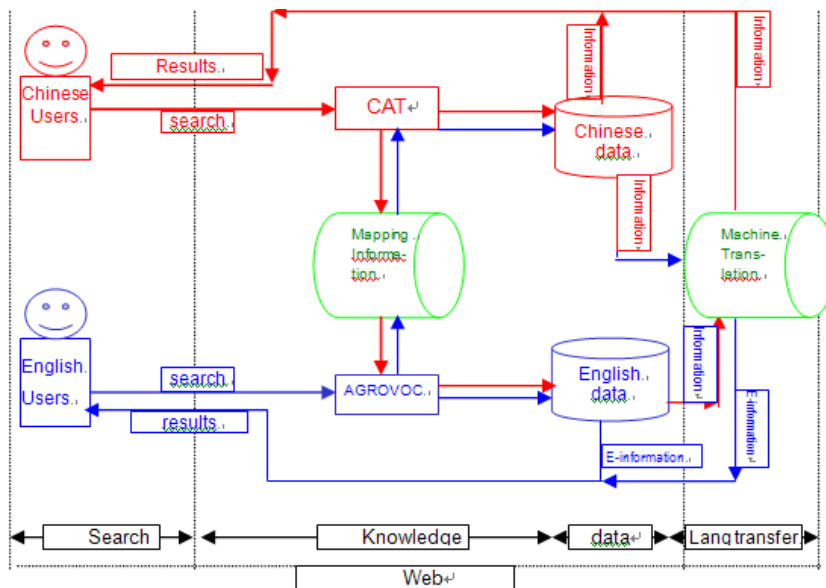 Results.
Chinese
Users.
search.
CAT
Information
Information
Chinese.
data.
Information
Information
Mapping.
Informa-
tion.
Machine.
Trans-
lation.
English.
Users.
search.
results.
AGROVOC.
English.
data.
Information
E-information.
E-information
Search
Knowledge
data
Lang transfer.
Web